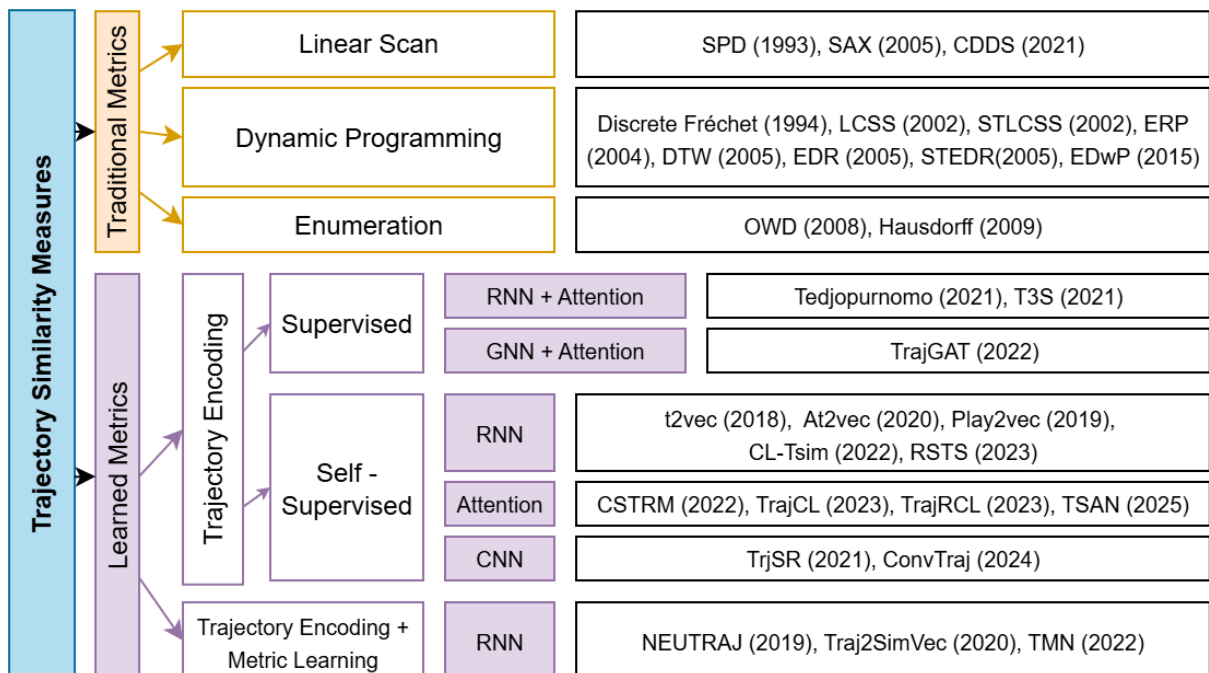 Trajectory Similarity Measures
Traditional Metrics
Linear Scan
SPD (1993), SAX (2005), CDDS (2021)
Dynamic Programming
Discrete Fréchet (1994), LCSS (2002), STLCSS (2002), ERP
(2004), DTW (2005), EDR (2005), STEDR(2005), EDwP (2015)
Enumeration
OWD (2008), Hausdorff (2009)
Learned Metrics
Trajectory Encoding
Supervised
RNN + Attention
Tedjopurnomo (2021), T3S (2021)
GNN + Attention
TrajGAT (2022)
Self -
Supervised
RNN
t2vec (2018),  At2vec (2020), Play2vec (2019),
CL-Tsim (2022), RSTS (2023)
Attention
CSTRM (2022), TrajCL (2023), TrajRCL (2023), TSAN (2025)
CNN
TrjSR (2021), ConvTraj (2024)
Trajectory Encoding +
Metric Learning
RNN
NEUTRAJ (2019), Traj2SimVec (2020), TMN (2022)